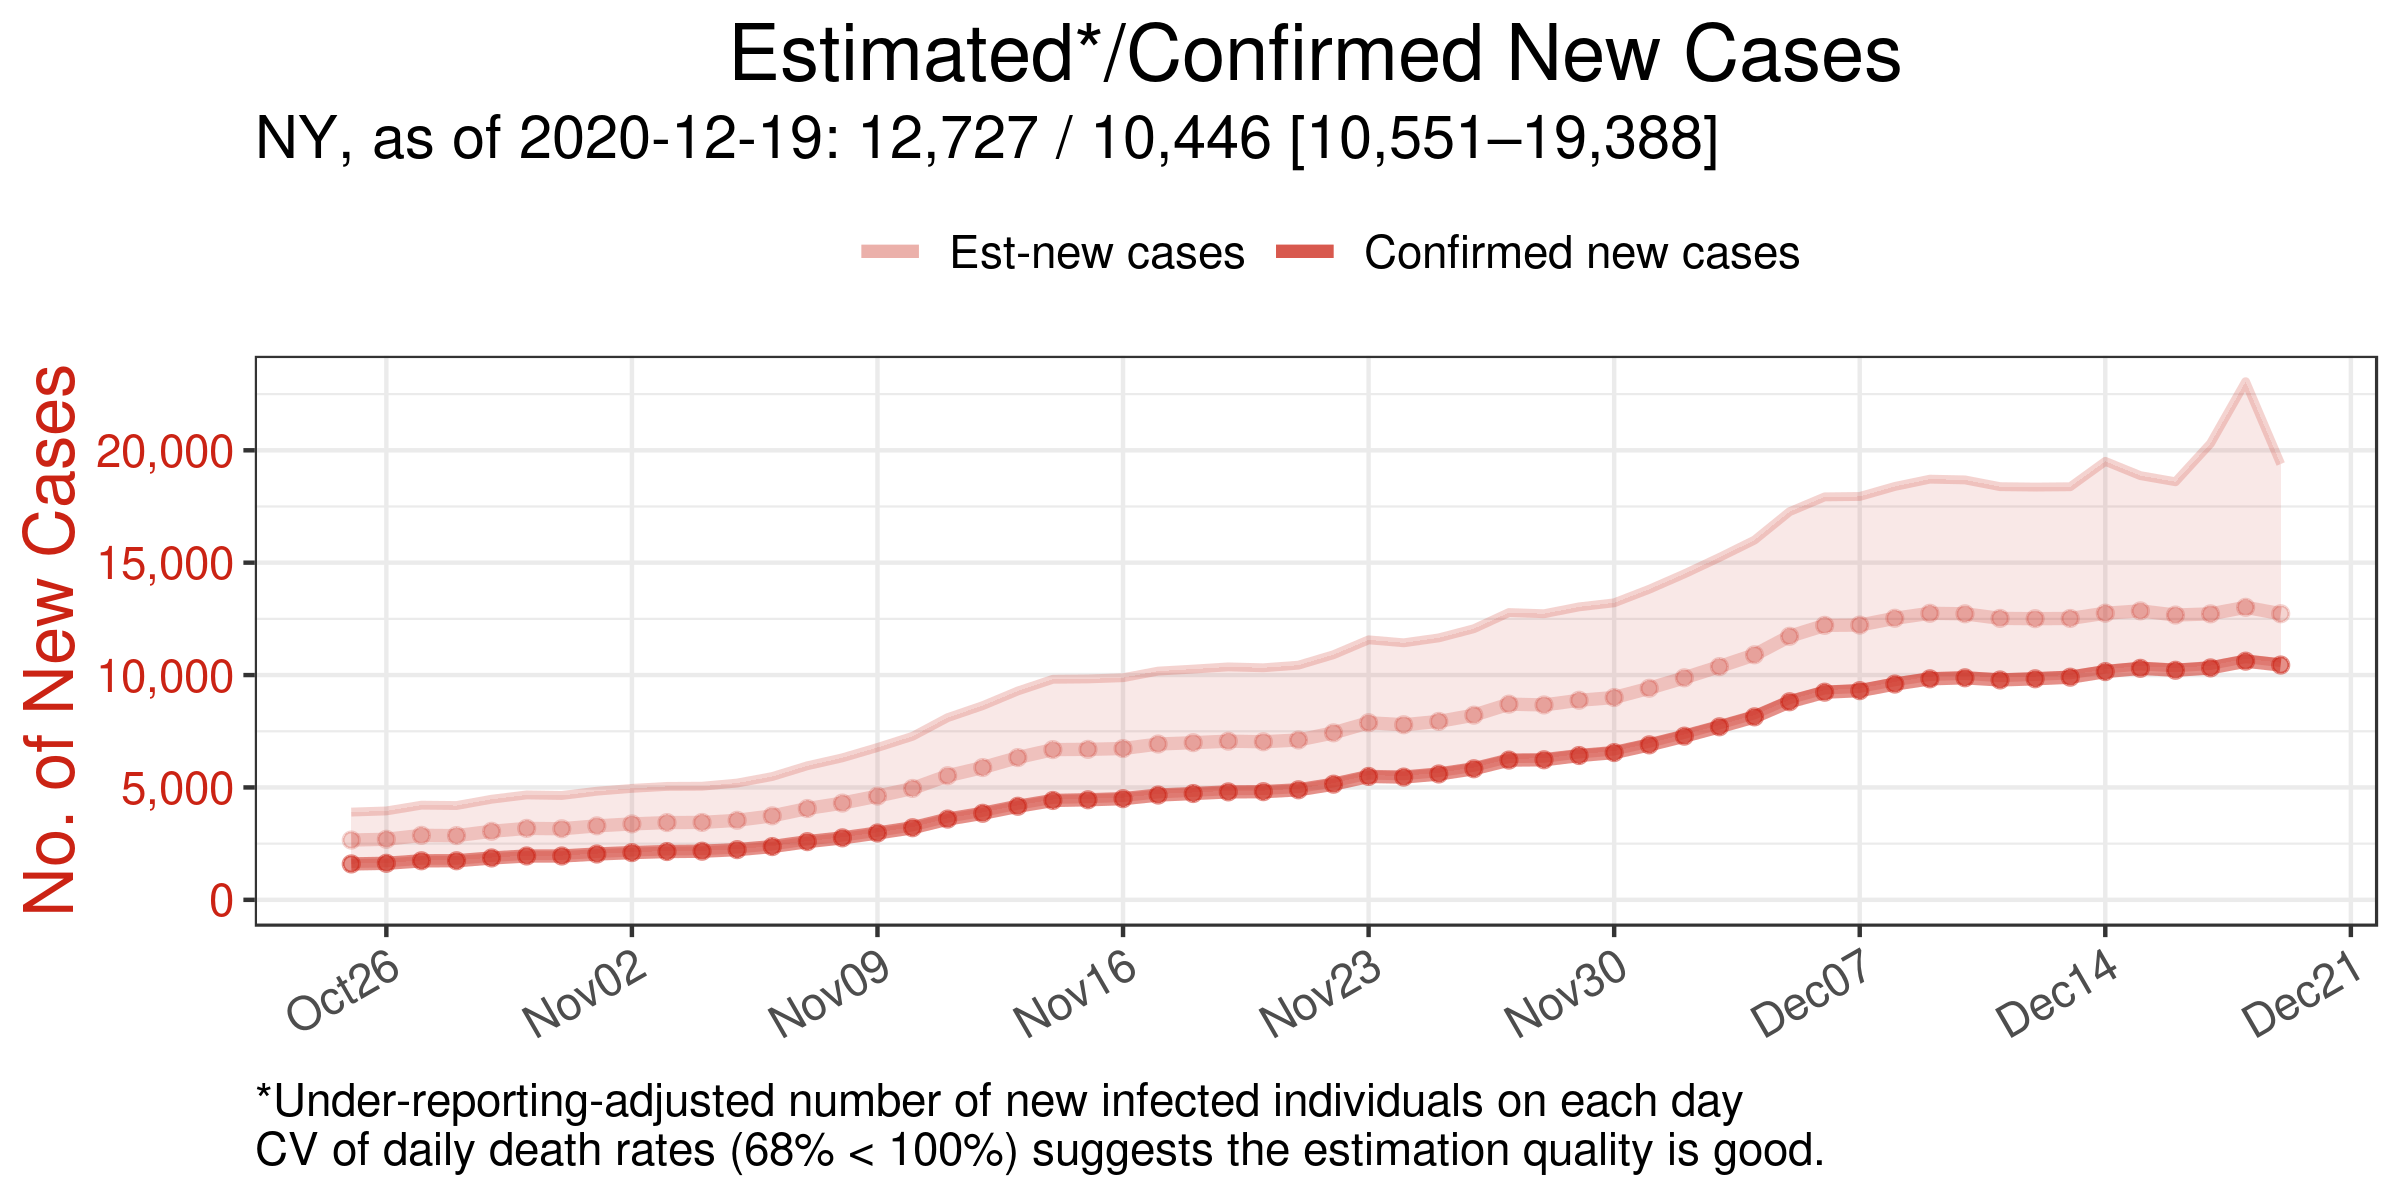 Estimated*/Confirmed New Cases
NY, as of 2020-12-19: 12,727 / 10,446 [10,551–19,388]
Est-new cases
Confirmed new cases
No. of New Cases
20,000
15,000
10,000
5,000
0
Oct26
Nov02
Nov09
Nov16
Nov23
Nov30
Dec07
Dec14
Dec21
*Under-reporting-adjusted number of new infected individuals on each day
CV of daily death rates (68% < 100%) suggests the estimation quality is good.